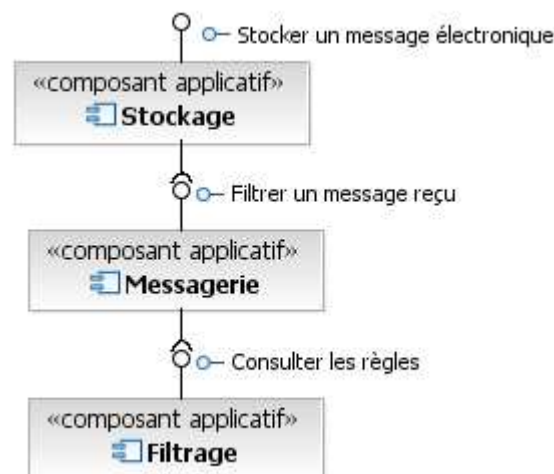 Stocker un message électronique
«composant applicatif»
Stockage
Filtrer un message reçu
«composant applicatif»
Messagerie
Consulter les règles
«composant applicatif»
Filtrage